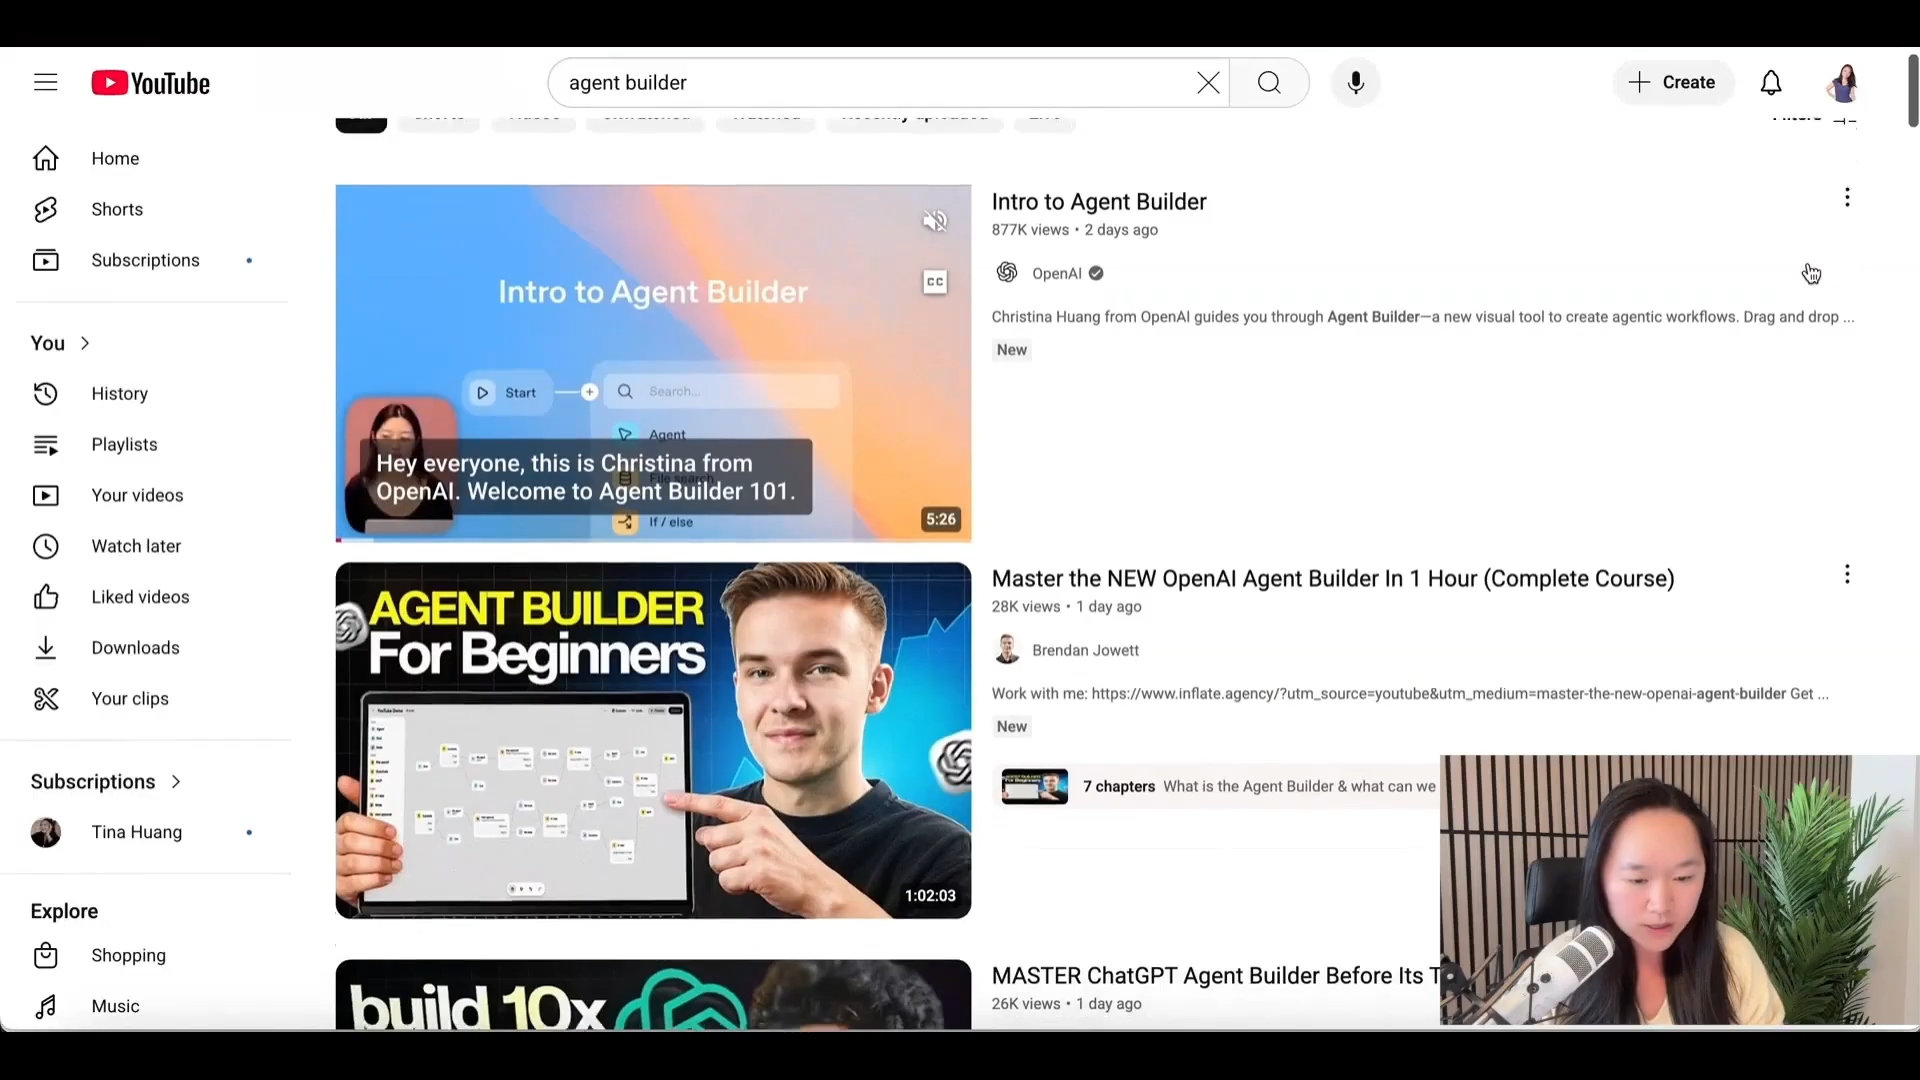 YouTube
agent builder
Create
Home
Shorts
Subscriptions
You
History
Playlists
Your videos
Watch later
Liked videos
Downloads
Your clips
Subscriptions
Tina Huang
Explore
Shopping
Music
Intro to Agent Builder
CC
Start
Search...
Agent
Hey everyone, this is Christina from
OpenAI. Welcome to Agent Builder 101.
If / else
5:26
Intro to Agent Builder
877K views • 2 days ago
OpenAI
Christina Huang from OpenAI guides you through Agent Builder—a new visual tool to create agentic workflows. Drag and drop ...
New
AGENT BUILDER
For Beginners
1:02:03
Master the NEW OpenAI Agent Builder In 1 Hour (Complete Course)
28K views • 1 day ago
Brendan Jowett
Work with me: https://www.inflate.agency/?utm_source=youtube&utm_medium=master-the-new-openai-agent-builder Get ...
New
7 chapters What is the Agent Builder & what can we
build 10x
MASTER ChatGPT Agent Builder Before Its T
26K views • 1 day ago